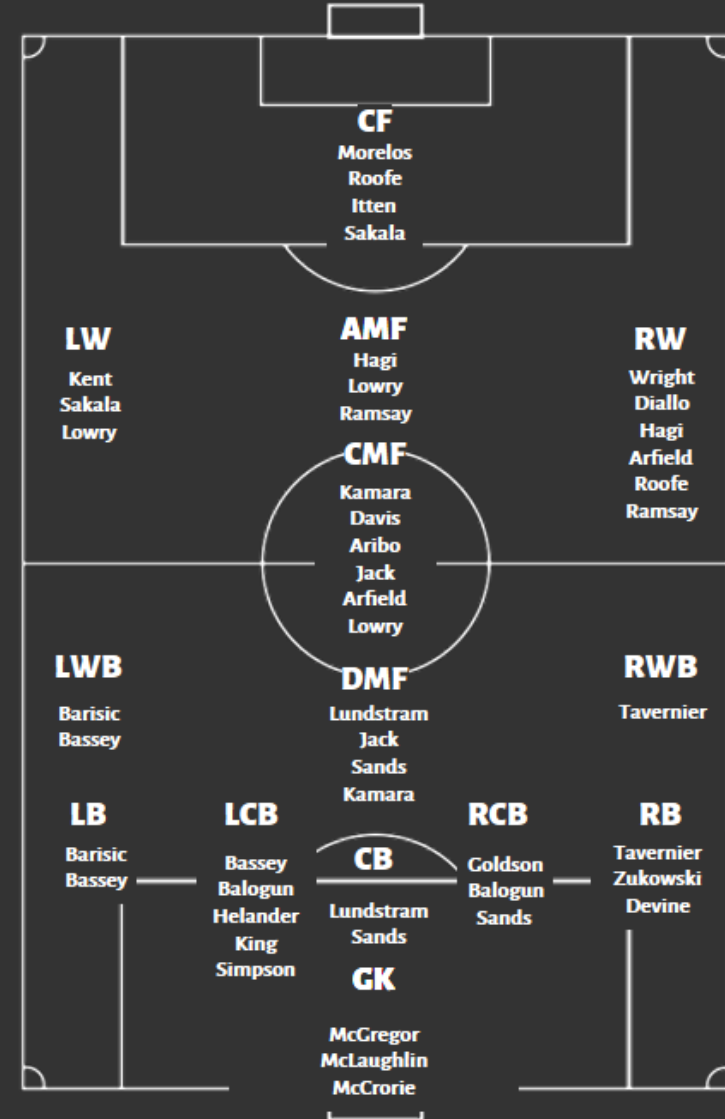 CF
Morelos
Roofe
Itten
Sakala
LW
Kent
Sakala
Lowry
AMF
Hagi
Lowry
Ramsay
RW
Wright
Diallo
Hagi
Arfield
Roofe
Ramsay
CMF
Kamara
Davis
Aribo
Jack
Arfield
Lowry
LWB
Barisic
Bassey
DMF
Lundstram
Jack
Sands
Kamara
RWB
Tavernier
LB
Barisic
Bassey
LCB
Bassey
Balogun
Helander
King
Simpson
CB
Lundstram
Sands
RCB
Goldson
Balogun
Sands
RB
Tavernier
Zukowski
Devine
GK
McGregor
McLaughlin
McCrorie